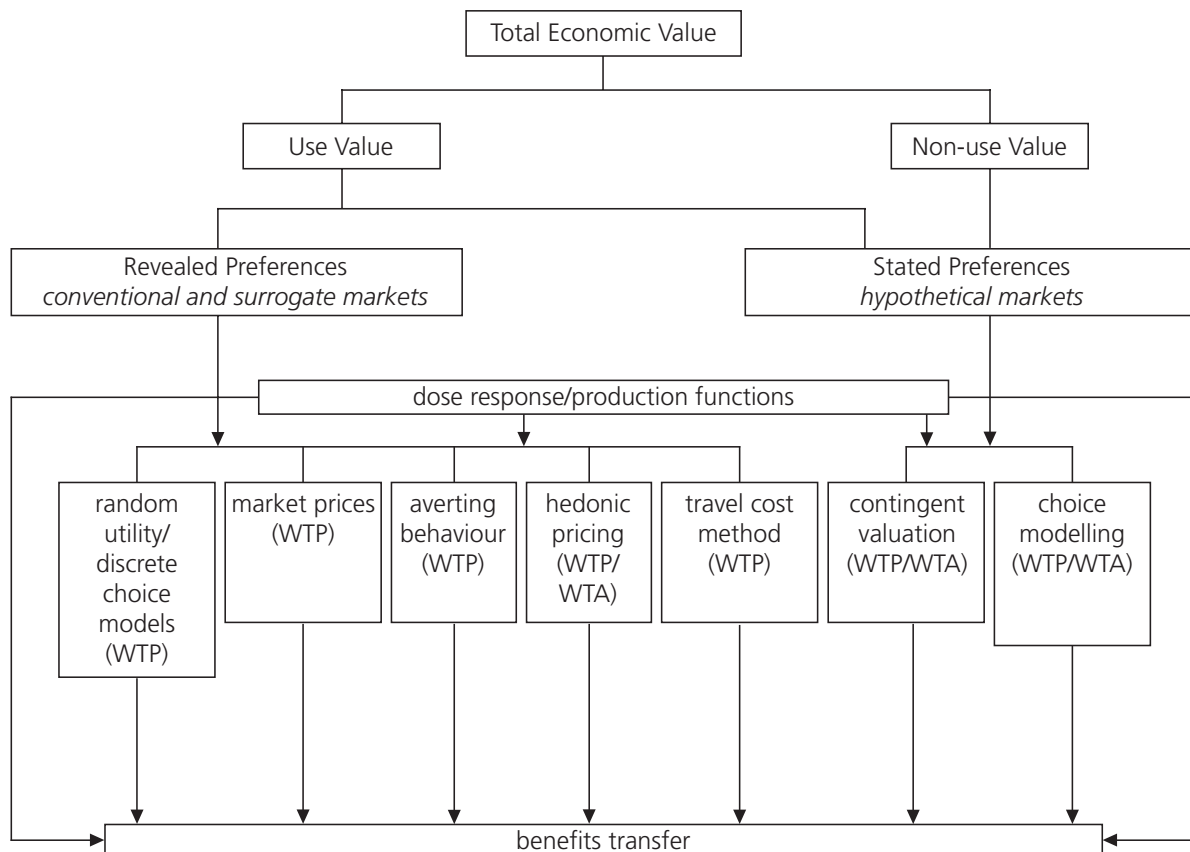 Total Economic Value
Use Value
Non-use Value
Revealed Preferences
conventional and surrogate markets
Stated Preferences
hypothetical markets
dose response/production functions
random
utility/
discrete
choice
models
(WTP)
market prices
(WTP)
averting
behaviour
(WTP)
hedonic
pricing
(WTP/
WTA)
travel cost
method
(WTP)
contingent
valuation
(WTP/WTA)
choice
modelling
(WTP/WTA)
benefits transfer